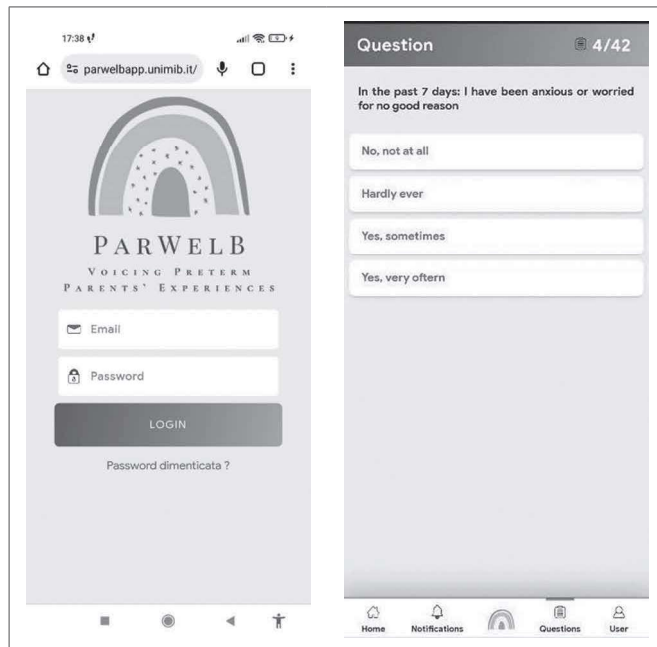 17:38
parwelbapp.unimib.it/
PARWELB
VOICING PRETERM
PARENTS' EXPERIENCES
Email
Password
LOGIN
Password dimenticata ?
Question 4/42
In the past 7 days: I have been anxious or worried
for no good reason
No, not at all
Hardly ever
Yes, sometimes
Yes, very oftern
Home Notifications Questions User